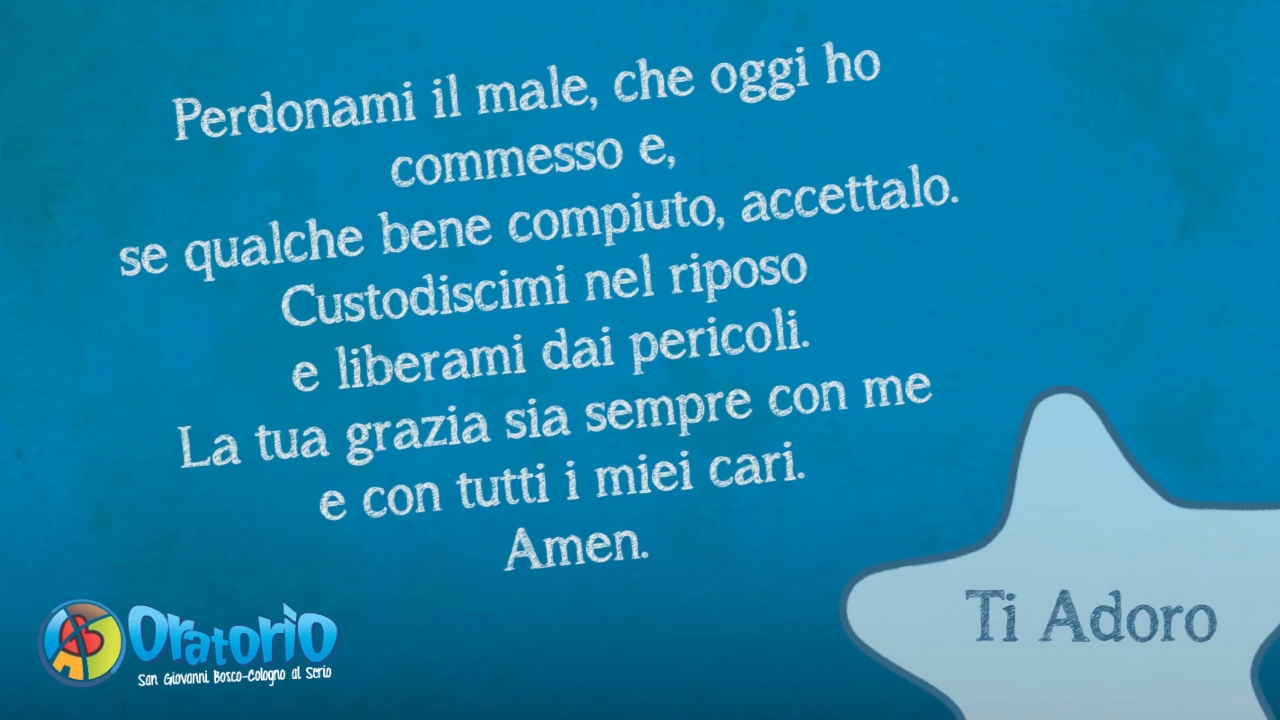 Perdonami il male, che oggi ho
commesso e,
se qualche bene compiuto, accettalo.
Custodiscimi nel riposo
e liberami dai pericoli.
La tua grazia sia sempre con me
e con tutti i miei cari.
Amen.
Ti Adoro
Oratorio
San Giovanni Bosco-Cologno al Serio